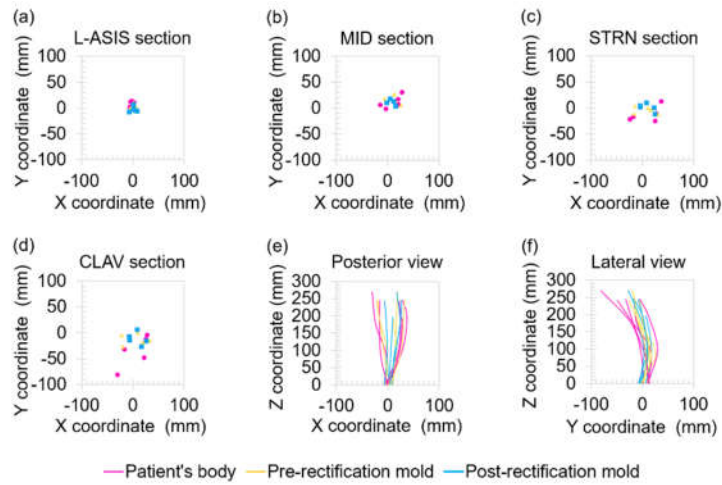 (a)
L-ASIS section
Y coordinate (mm)
100
50
0
-50
-100
-100 0 100
X coordinate (mm)
(b)
MID section
Y coordinate (mm)
100
50
0
-50
-100
-100 0 100
X coordinate (mm)
(c)
STRN section
Y coordinate (mm)
100
50
0
-50
-100
-100 0 100
X coordinate (mm)
(d)
CLAV section
Y coordinate (mm)
100
50
0
-50
-100
-100 0 100
X coordinate (mm)
(e)
Posterior view
Z coordinate (mm)
300
250
200
150
100
50
0
-100 0 100
X coordinate (mm)
(f)
Lateral view
Z coordinate (mm)
300
250
200
150
100
50
0
-100 0 100
Y coordinate (mm)
Patient's body Pre-rectification mold Post-rectification mold